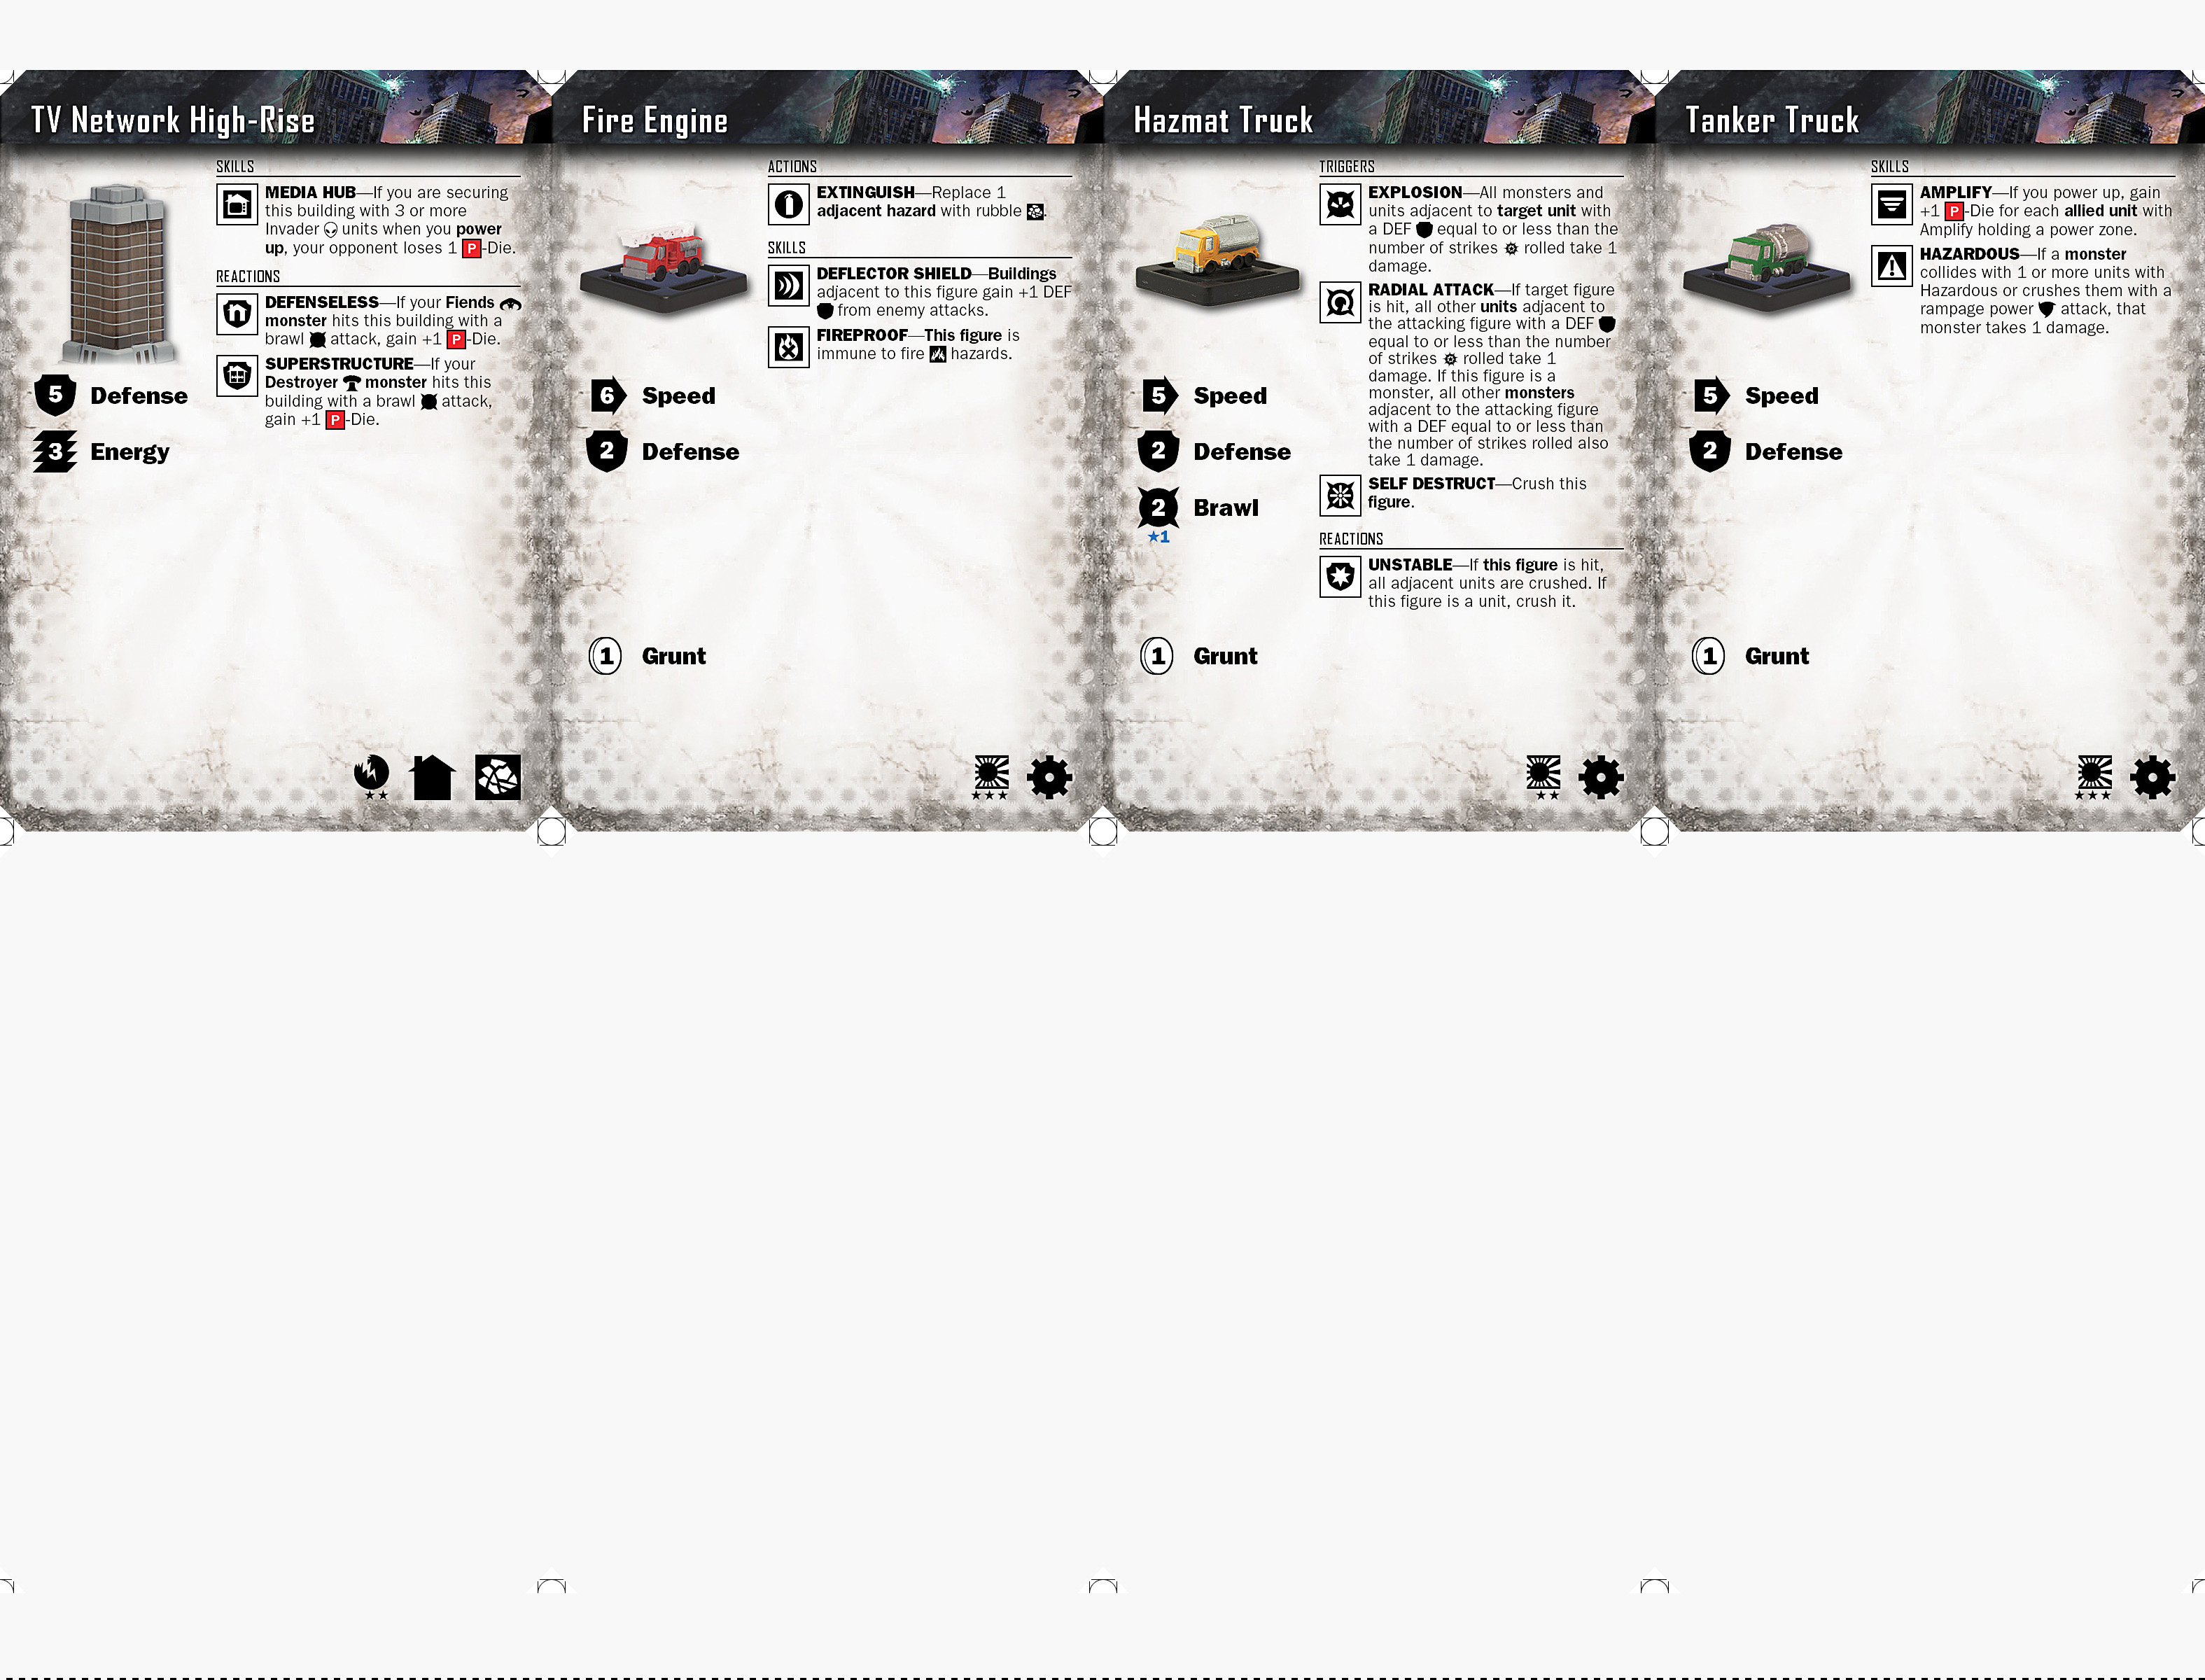 TV Network High-Rise
SKILLS
MEDIA HUB—If you are securing
this building with 3 or more
Invader units when you power
up, your opponent loses 1 P-Die.
REACTIONS
DEFENSELESS—If your Fiends
monster hits this building with a
brawl attack, gain +1 P-Die.
SUPERSTRUCTURE—If your
Destroyer monster hits this
building with a brawl attack,
gain +1 P-Die.
5 Defense
3 Energy
Fire Engine
ACTIONS
EXTINGUISH—Replace 1
adjacent hazard with rubble .
SKILLS
DEFLECTOR SHIELD—Buildings
adjacent to this figure gain +1 DEF
from enemy attacks.
FIREPROOF—This figure is
immune to fire hazards.
6 Speed
2 Defense
1 Grunt
Hazmat Truck
TRIGGERS
EXPLOSION—All monsters and
units adjacent to target unit with
a DEF equal to or less than the
number of strikes rolled take 1
damage.
RADIAL ATTACK—If target figure
is hit, all other units adjacent to
the attacking figure with a DEF
equal to or less than the number
of strikes rolled take 1
damage. If this figure is a
monster, all other monsters
adjacent to the attacking figure
with a DEF equal to or less than
the number of strikes rolled also
take 1 damage.
SELF DESTRUCT—Crush this
figure.
REACTIONS
UNSTABLE—If this figure is hit,
all adjacent units are crushed. If
this figure is a unit, crush it.
5 Speed
2 Defense
2 Brawl
★1
1 Grunt
Tanker Truck
SKILLS
AMPLIFY—If you power up, gain
+1 P-Die for each allied unit with
Amplify holding a power zone.
HAZARDOUS—If a monster
collides with 1 or more units with
Hazardous or crushes them with a
rampage power attack, that
monster takes 1 damage.
5 Speed
2 Defense
1 Grunt